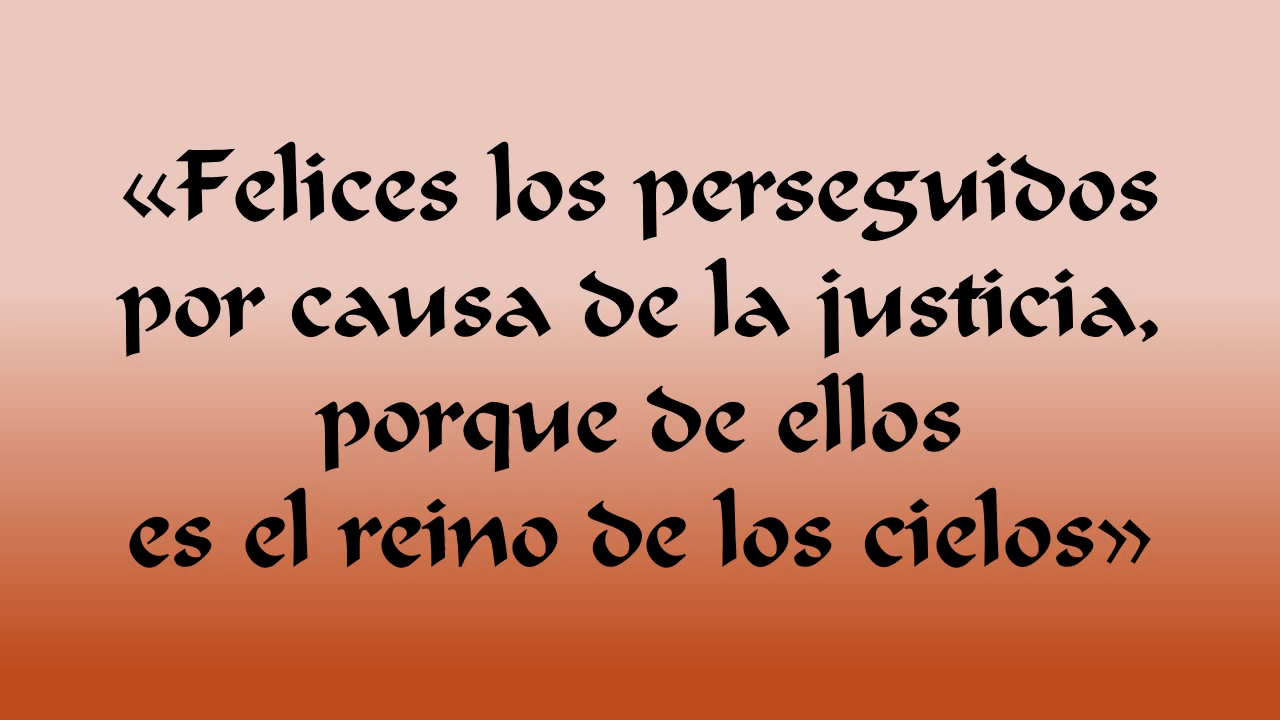 «Felices los perseguidos
por causa de la justicia,
porque de ellos
es el reino de los cielos»